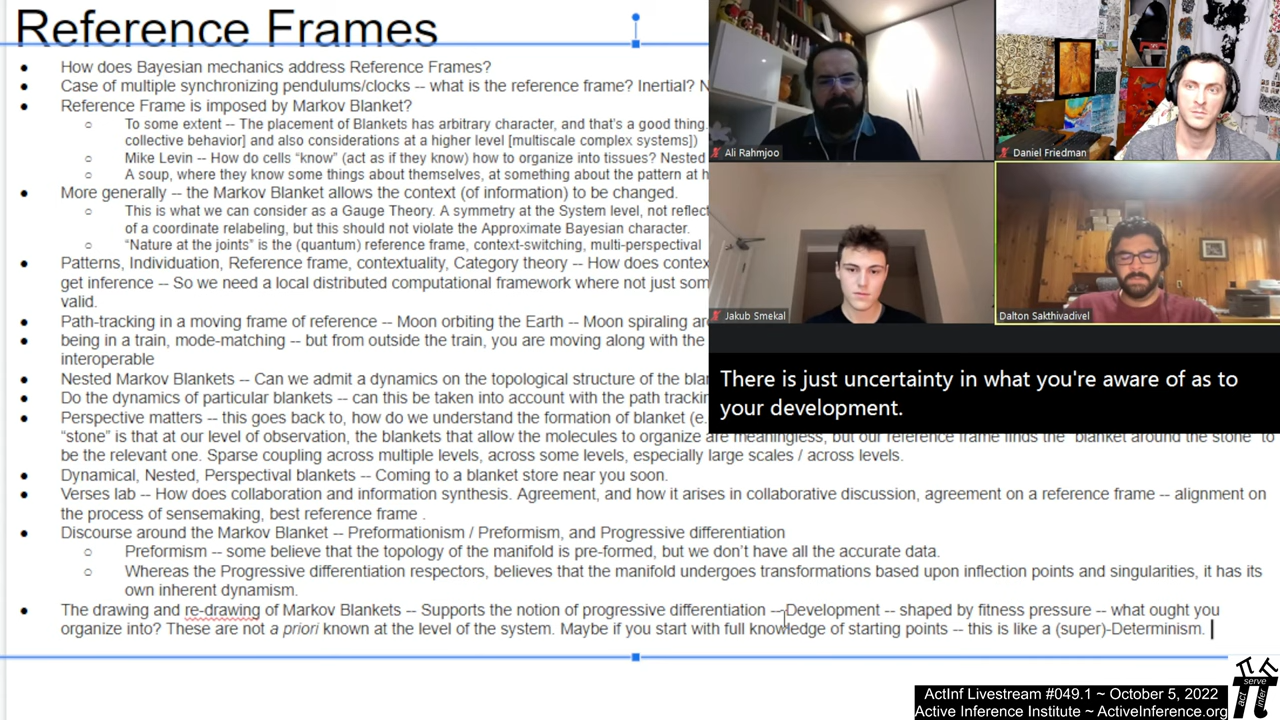 Reference Frames
● How does Bayesian mechanics address Reference Frames?
● Case of multiple synchronizing pendulums/clocks -- what is the reference frame? Inertial? N
● Reference Frame is imposed by Markov Blanket?
○ To some extent -- The placement of Blankets has arbitrary character, and that's a good thing.
collective behavior] and also considerations at a higher level [multiscale complex systems])
○ Mike Levin -- How do cells “know” (act as if they know) how to organize into tissues? Nested
○ A soup, where they know some things about themselves, at something about the pattern at h
● More generally -- the Markov Blanket allows the context (of information) to be changed.
○ This is what we can consider as a Gauge Theory. A symmetry at the System level, not reflect
of a coordinate relabeling, but this should not violate the Approximate Bayesian character.
○ “Nature at the joints” is the (quantum) reference frame, context-switching, multi-perspectival
● Patterns, Individuation, Reference frame, contextuality, Category theory -- How does contex
get inference -- So we need a local distributed computational framework where not just som
valid.
● Path-tracking in a moving frame of reference -- Moon orbiting the Earth -- Moon spiraling arc
● being in a train, mode-matching -- but from outside the train, you are moving along with the
interoperable
● Nested Markov Blankets -- Can we admit a dynamics on the topological structure of the blar
● Do the dynamics of particular blankets -- can this be taken into account with the path trackin
● Perspective matters -- this goes back to, how do we understand the formation of blanket (e.
“stone” is that at our level of observation, the blankets that allow the molecules to organize are meaningless, but our reference frame finds the “blanket around the stone” to
be the relevant one. Sparse coupling across multiple levels, across some levels, especially large scales / across levels.
● Dynamical, Nested, Perspectival blankets -- Coming to a blanket store near you soon.
● Verses lab -- How does collaboration and information synthesis. Agreement, and how it arises in collaborative discussion, agreement on a reference frame -- alignment on
the process of sensemaking, best reference frame .
● Discourse around the Markov Blanket -- Preformationism / Preformism, and Progressive differentiation
○ Preformism -- some believe that the topology of the manifold is pre-formed, but we don’t have all the accurate data.
○ Whereas the Progressive differentiation respectors, believes that the manifold undergoes transformations based upon inflection points and singularities, it has its
own inherent dynamism.
● The drawing and re-drawing of Markov Blankets -- Supports the notion of progressive differentiation -- Development -- shaped by fitness pressure -- what ought you
organize into? These are not a priori known at the level of the system. Maybe if you start with full knowledge of starting points -- this is like a (super)-Determinism.
Ali Rahmjoo
Daniel Friedman
Jakub Smekal
Dalton Sakthivadivel
There is just uncertainty in what you're aware of as to
your development.
ActInf Livestream #049.1 ~ October 5, 2022
Active Inference Institute ~ ActiveInference.org
serve
act
infer